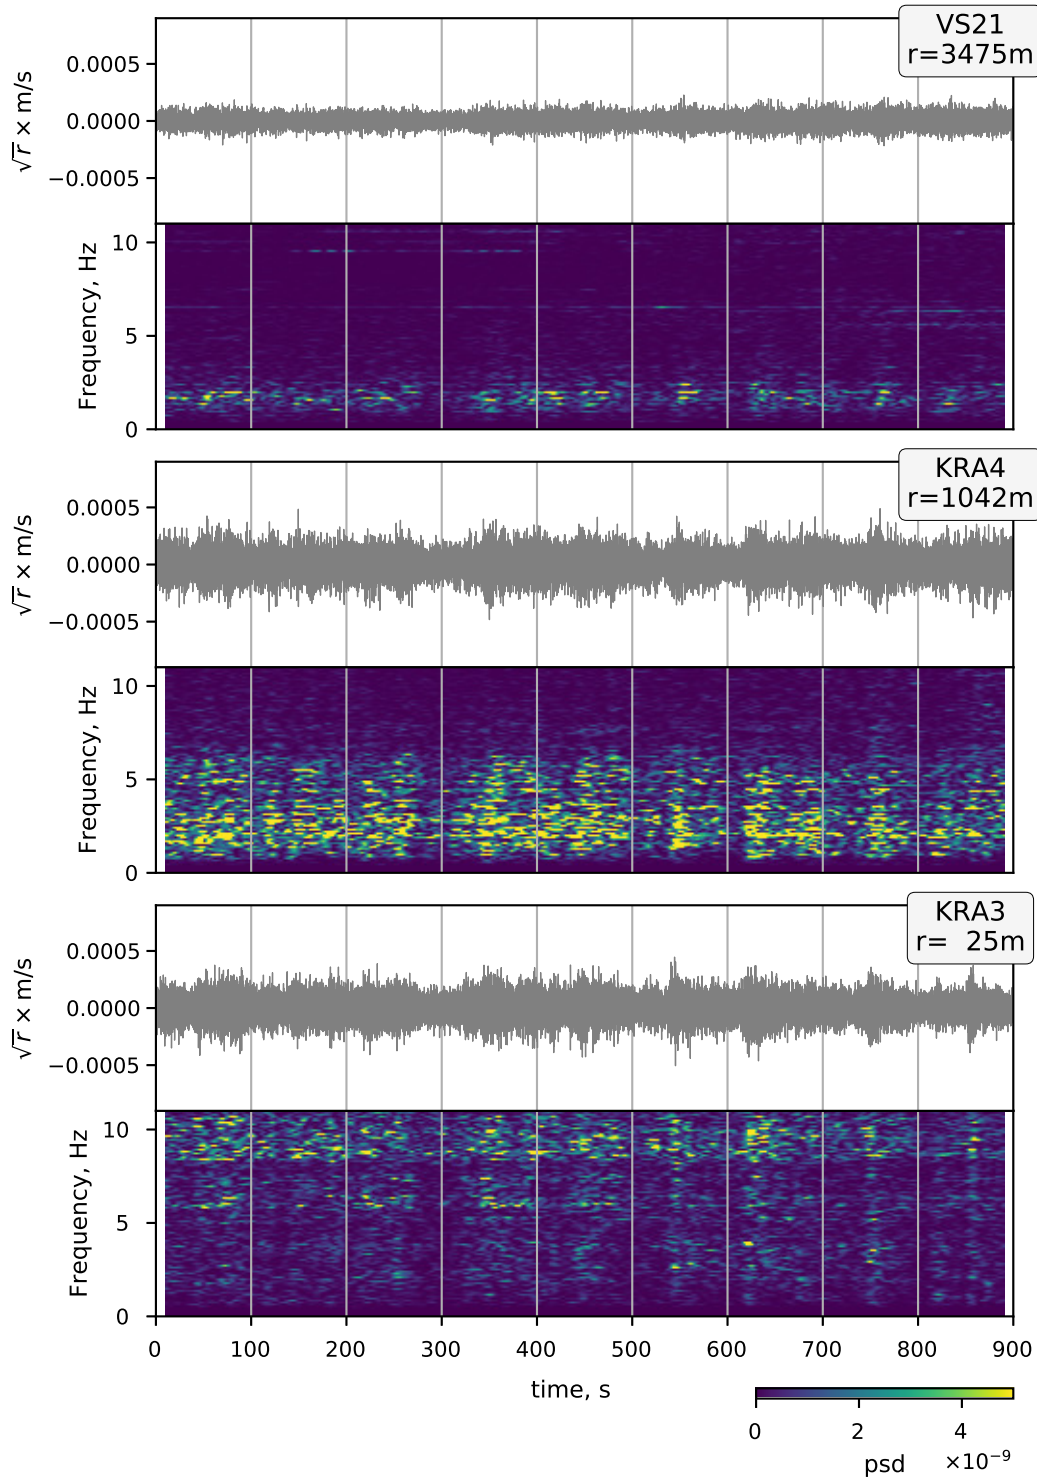 VS21
r=3475m
0.0005
0.0000
−0.0005
√r × m/s
10
5
0
Frequency, Hz
KRA4
r=1042m
0.0005
0.0000
−0.0005
√r × m/s
10
5
0
Frequency, Hz
KRA3
r=  25m
0.0005
0.0000
−0.0005
√r × m/s
10
5
0
Frequency, Hz
0 100 200 300 400 500 600 700 800 900
time, s
0 2 4
psd ×10⁻⁹